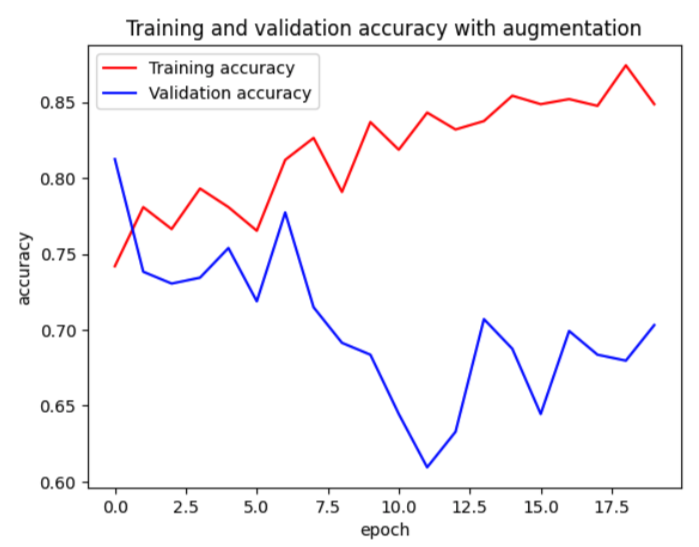 Training and validation accuracy with augmentation
Training accuracy
Validation accuracy
0.85
0.80
0.75
0.70
0.65
0.60
accuracy
0.0 2.5 5.0 7.5 10.0 12.5 15.0 17.5
epoch